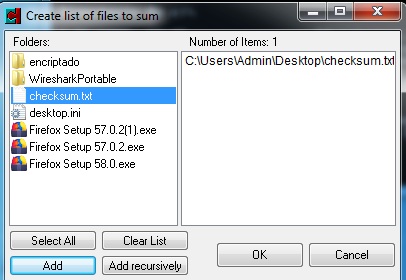 Create list of files to sum
Folders:
Number of Items: 1
encriptado
WiresharkPortable
checksum.txt
desktop.ini
Firefox Setup 57.0.2(1).exe
Firefox Setup 57.0.2.exe
Firefox Setup 58.0.exe
C:\Users\Admin\Desktop\checksum.txt
Select All
Clear List
Add
Add recursively
OK
Cancel